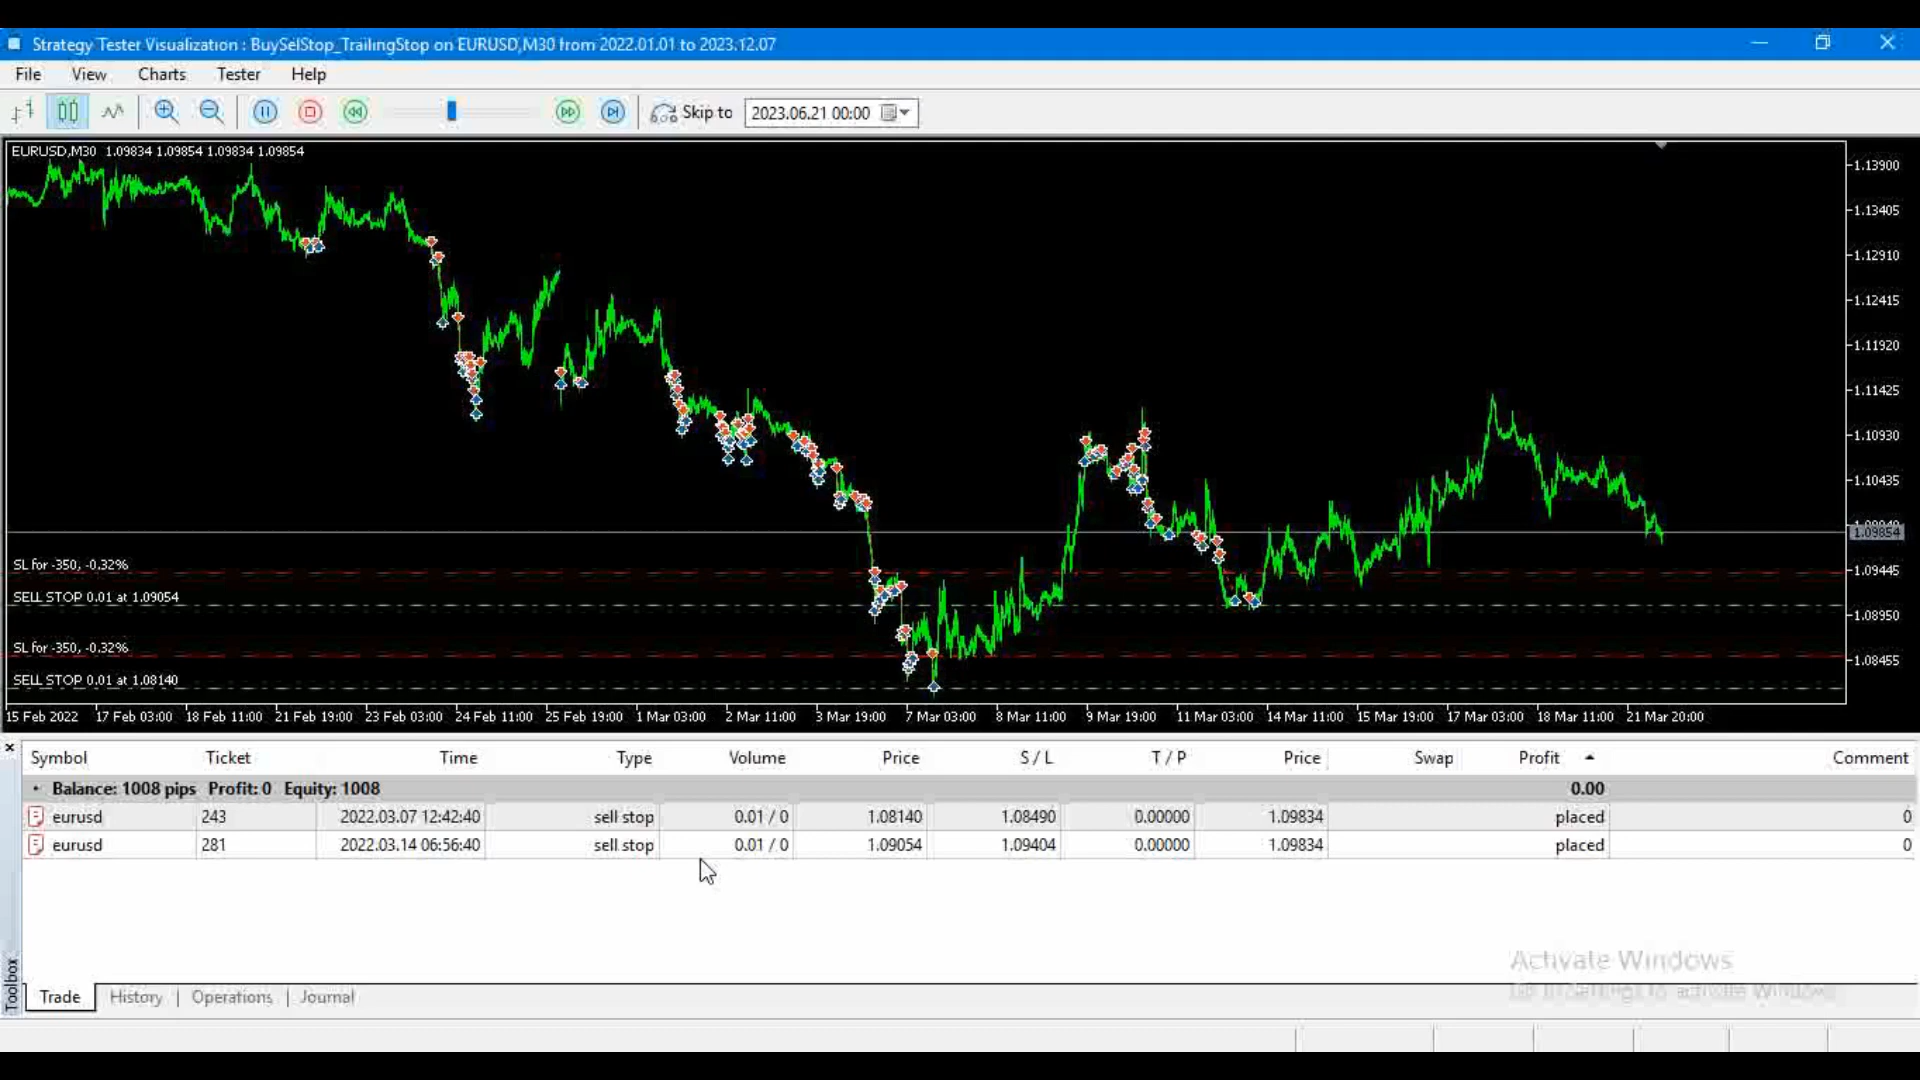 Strategy Tester Visualization : BuySelStop_TrailingStop on EURUSD,M30 from 2022.01.01 to 2023.12.07
File View Charts Tester Help
Skip to 2023.06.21 00:00
EURUSD,M30 1.09834 1.09854 1.09834 1.09854
1.13900
1.13405
1.12910
1.12415
1.11920
1.11425
1.10930
1.10435
1.09854
1.09445
1.08950
1.08455
SL for -350, -0.32%
SELL STOP 0.01 at 1.09054
SL for -350, -0.32%
SELL STOP 0.01 at 1.08140
15 Feb 2022 17 Feb 03:00 18 Feb 11:00 21 Feb 19:00 23 Feb 03:00 24 Feb 11:00 25 Feb 19:00 1 Mar 03:00 2 Mar 11:00 3 Mar 19:00 7 Mar 03:00 8 Mar 11:00 9 Mar 19:00 11 Mar 03:00 14 Mar 11:00 15 Mar 19:00 17 Mar 03:00 18 Mar 11:00 21 Mar 20:00
Symbol Ticket Time Type Volume Price S / L T / P Price Swap Profit Comment
Balance: 1008 pips Profit: 0 Equity: 1008 0.00
eurusd 243 2022.03.07 12:42:40 sell stop 0.01 / 0 1.08140 1.08490 0.00000 1.09834 placed 0
eurusd 281 2022.03.14 06:56:40 sell stop 0.01 / 0 1.09054 1.09404 0.00000 1.09834 placed 0
Activate Windows
Toolbox
Trade History Operations Journal